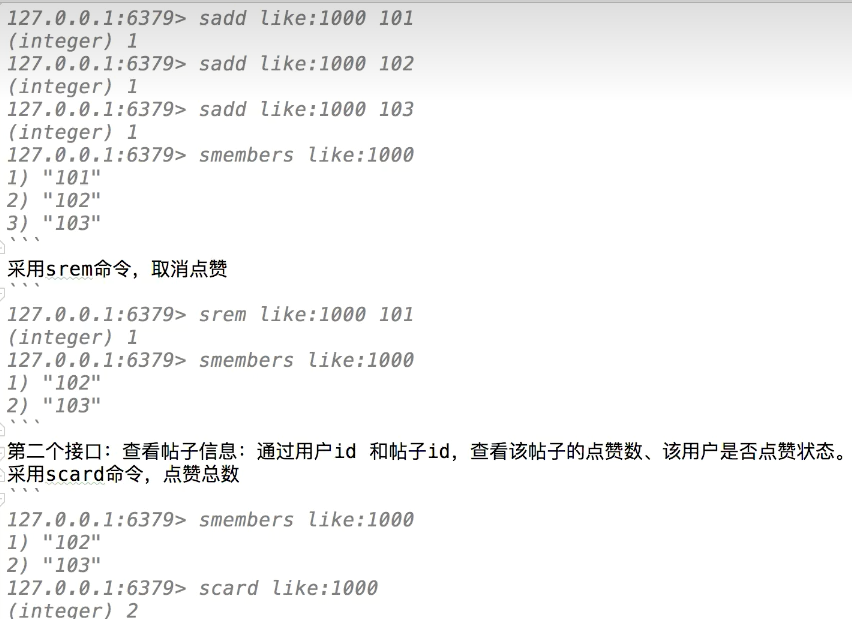 127.0.0.1:6379> sadd like:1000 101
(integer) 1
127.0.0.1:6379> sadd like:1000 102
(integer) 1
127.0.0.1:6379> sadd like:1000 103
(integer) 1
127.0.0.1:6379> smembers like:1000
1) "101"
2) "102"
3) "103"
```
采用srem命令，取消点赞
```
127.0.0.1:6379> srem like:1000 101
(integer) 1
127.0.0.1:6379> smembers like:1000
1) "102"
2) "103"
```
第二个接口：查看帖子信息：通过用户id 和帖子id，查看该帖子的点赞数、该用户是否点赞状态。
采用scard命令，点赞总数
```
127.0.0.1:6379> smembers like:1000
1) "102"
2) "103"
127.0.0.1:6379> scard like:1000
(integer) 2